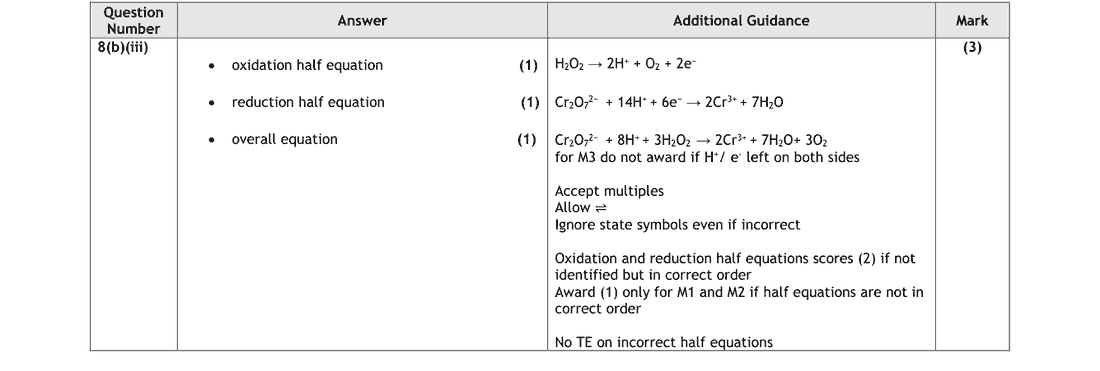 Question Number Answer Additional Guidance Mark
8(b)(iii) (3)
• oxidation half equation (1) H₂O₂ → 2H⁺ + O₂ + 2e⁻
• reduction half equation (1) Cr₂O₇²⁻ + 14H⁺ + 6e⁻ → 2Cr³⁺ + 7H₂O
• overall equation (1) Cr₂O₇²⁻ + 8H⁺ + 3H₂O₂ → 2Cr³⁺ + 7H₂O+ 3O₂
for M3 do not award if H⁺/ e⁻ left on both sides
Accept multiples
Allow ⇌
Ignore state symbols even if incorrect
Oxidation and reduction half equations scores (2) if not
identified but in correct order
Award (1) only for M1 and M2 if half equations are not in
correct order
No TE on incorrect half equations